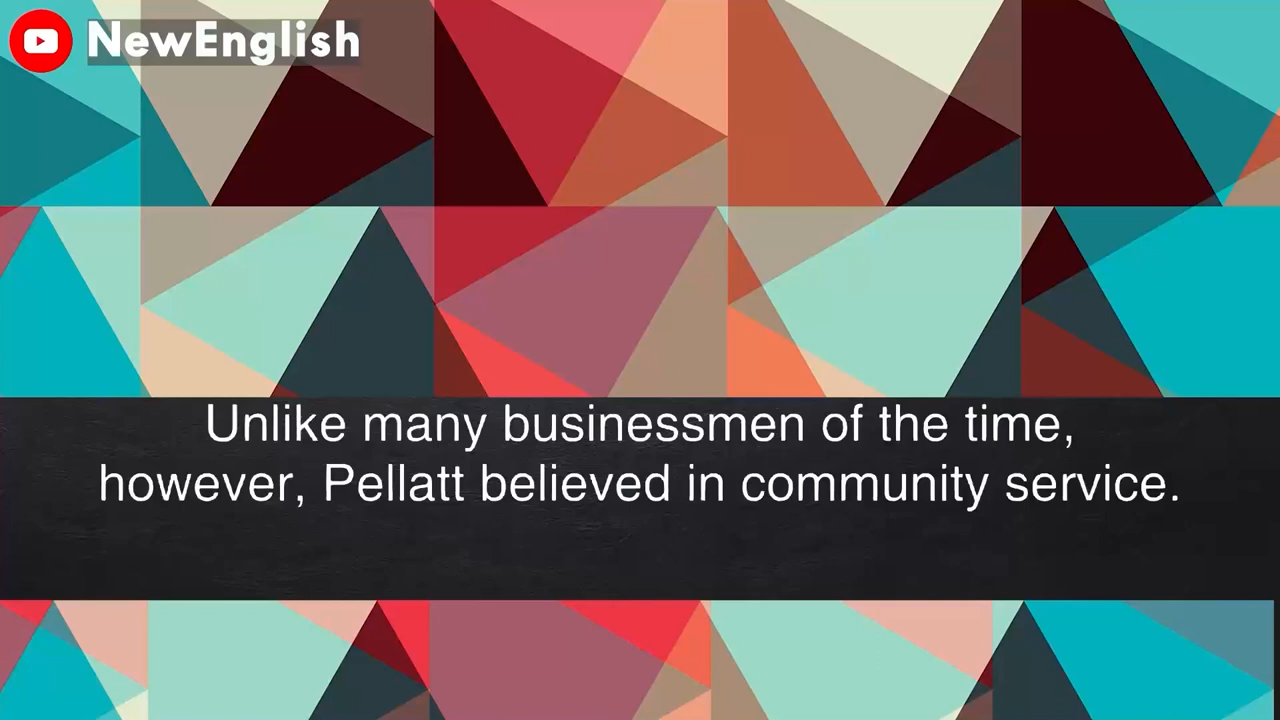 NewEnglish
Unlike many businessmen of the time,
however, Pellatt believed in community service.